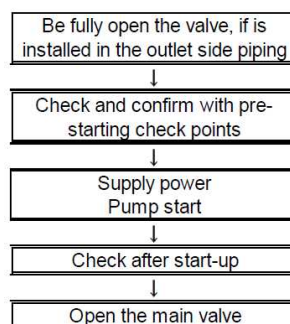 Be fully open the valve, if is
installed in the outlet side piping
↓
Check and confirm with pre-
starting check points
↓
Supply power
Pump start
↓
Check after start-up
↓
Open the main valve